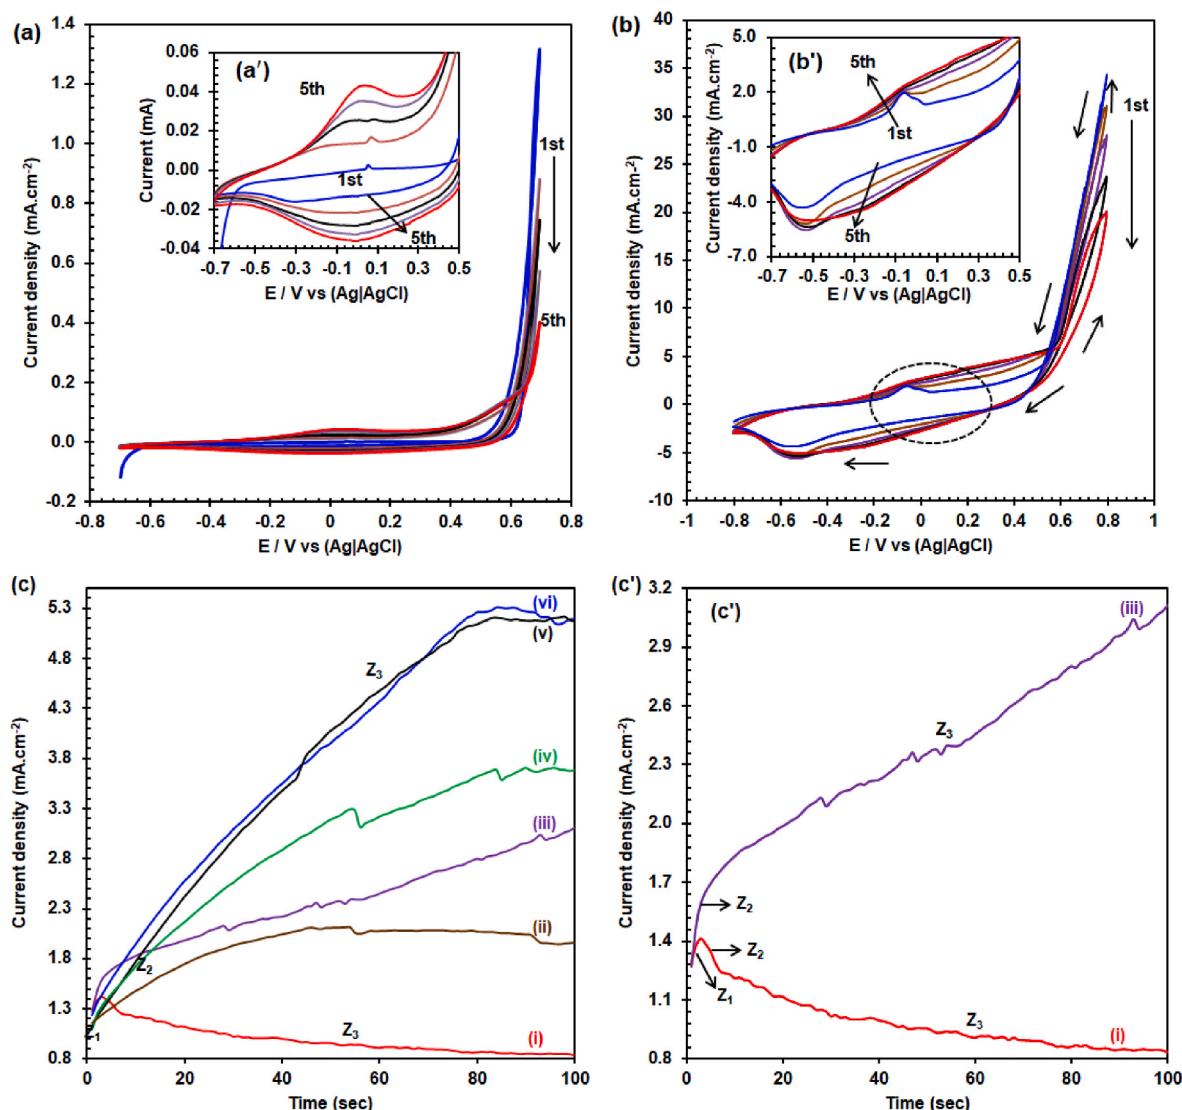 (a)
1.4
1.2
1.0
0.8
0.6
0.4
0.2
0.0
-0.2
Current density (mA.cm-2)
-0.8 -0.6 -0.4 -0.2 0 0.2 0.4 0.6 0.8
E / V vs (Ag|AgCl)
1st
5th
(a′)
0.06
0.04
0.02
0.00
-0.02
-0.04
Current (mA)
5th
1st
5th
-0.7 -0.5 -0.3 -0.1 0.1 0.3 0.5
E / V vs (Ag|AgCl)
(b)
40
35
30
25
20
15
10
5
0
-5
-10
Current density (mA.cm-2)
-1 -0.8 -0.6 -0.4 -0.2 0 0.2 0.4 0.6 0.8 1
E / V vs (Ag|AgCl)
1st
(b')
5.0
2.0
-1.0
-4.0
-7.0
Current density (mA.cm-2)
5th
1st
5th
-0.7 -0.5 -0.3 -0.1 0.1 0.3 0.5
E / V vs (Ag|AgCl)
(c)
5.3
4.8
4.3
3.8
3.3
2.8
2.3
1.8
1.3
0.8
Current density (mA.cm-2)
(vi)
(v)
Z3
(iv)
(iii)
(ii)
Z2
Z1
Z3
(i)
0 20 40 60 80 100
Time (sec)
(c')
(c')
3.2
2.9
2.6
2.3
2.0
1.7
1.4
1.1
0.8
Current density (mA.cm-2)
(iii)
Z3
Z2
Z2
Z1
Z3
(i)
0 20 40 60 80 100
Time (sec)